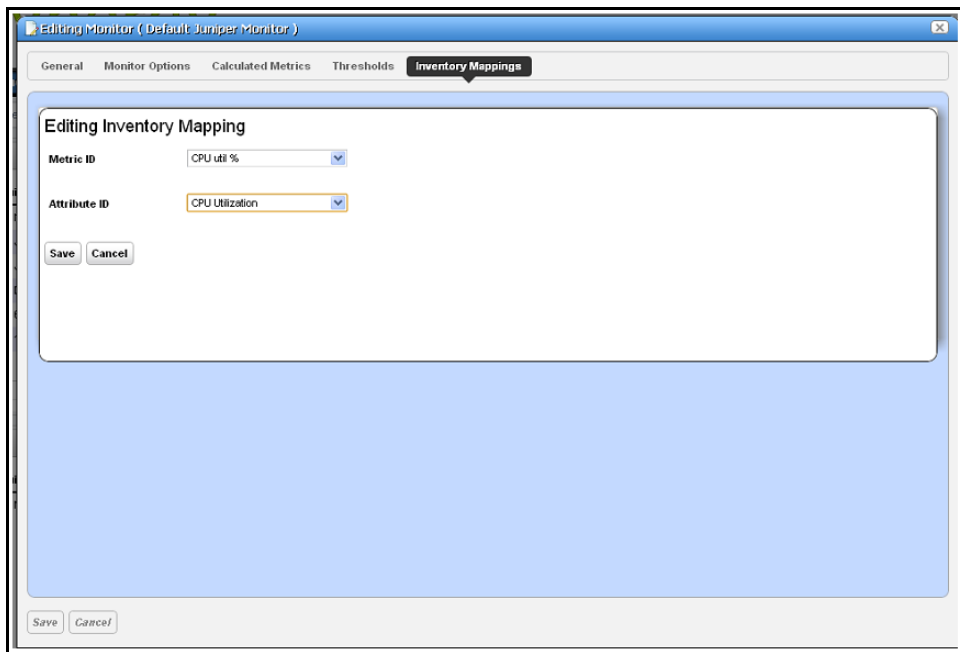 Editing Monitor ( Default Juniper Monitor )
General Monitor Options Calculated Metrics Thresholds Inventory Mappings
Editing Inventory Mapping
Metric ID CPU util %
Attribute ID CPU Utilization
Save Cancel
Save Cancel